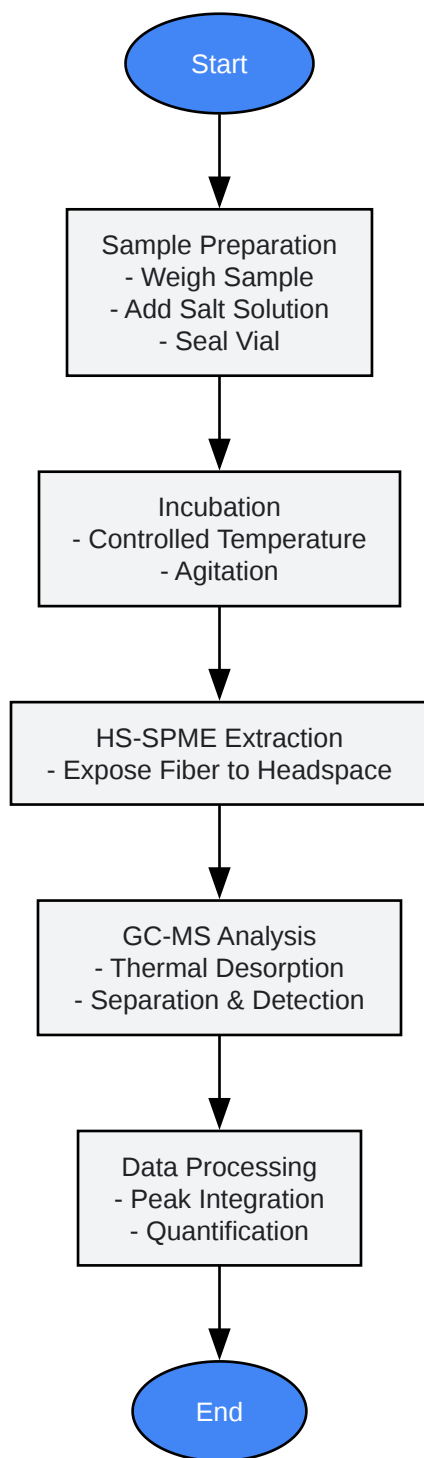 Start
Sample Preparation
- Weigh Sample
- Add Salt Solution
- Seal Vial
Incubation
- Controlled Temperature
- Agitation
HS-SPME Extraction
- Expose Fiber to Headspace
GC-MS Analysis
- Thermal Desorption
- Separation & Detection
Data Processing
- Peak Integration
- Quantification
End